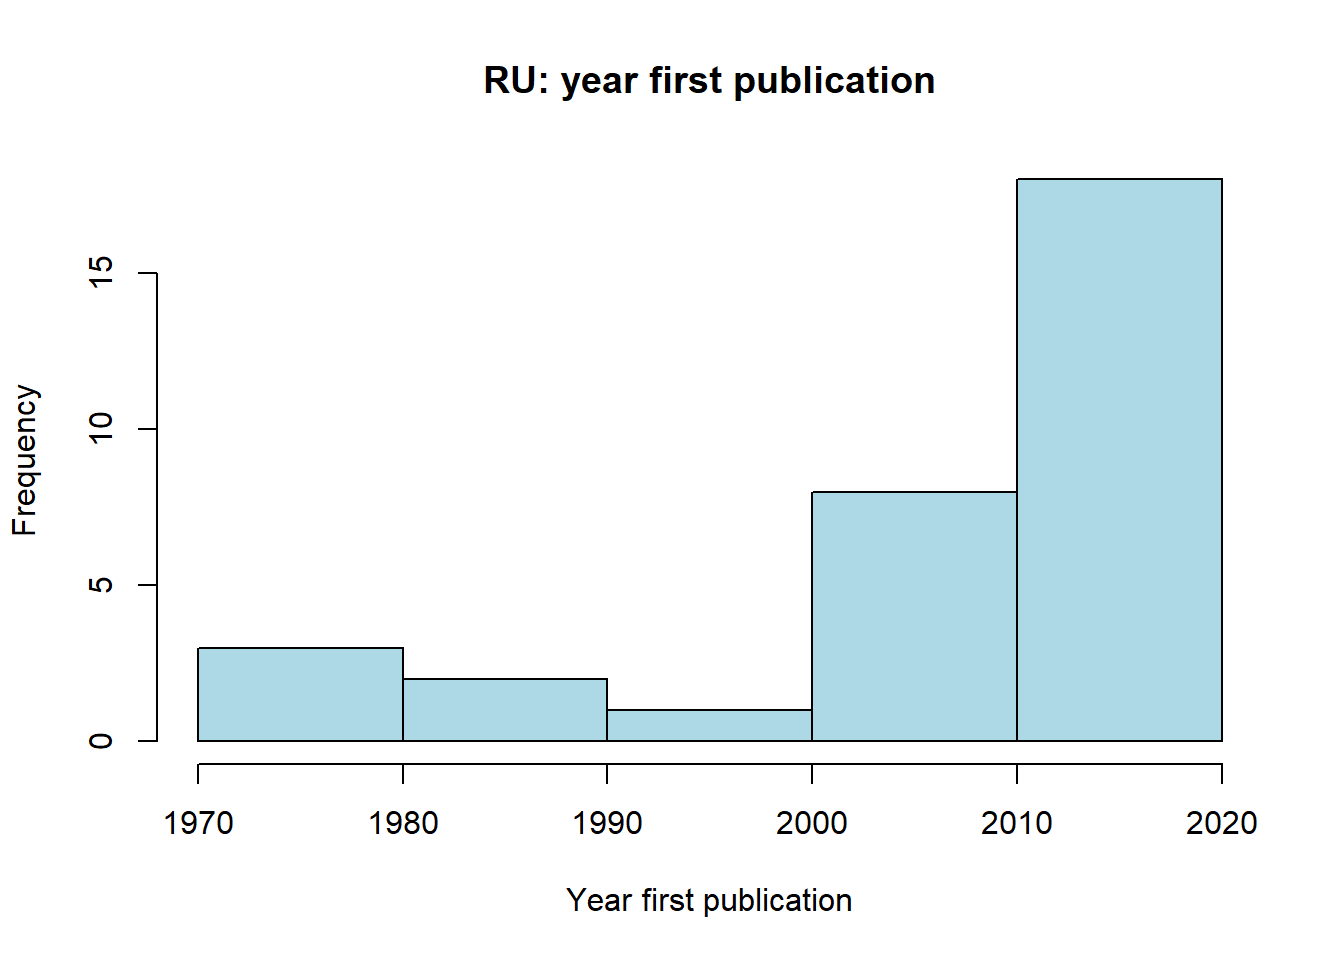 RU: year first publication
15
10
5
0
Frequency
1970 1980 1990 2000 2010 2020
Year first publication